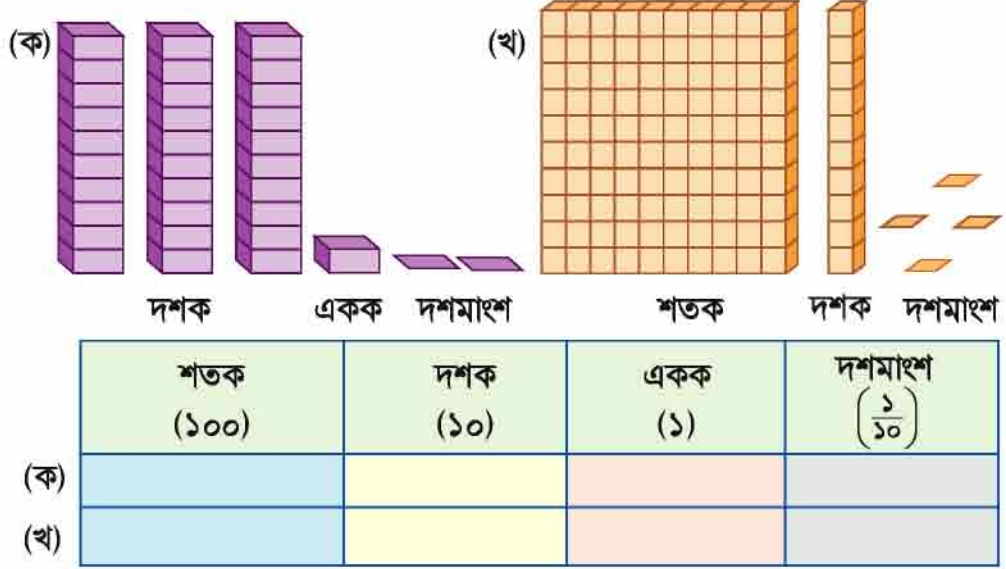 (ক) (খ)
দশক একক দশমাংশ শতক দশক দশমাংশ
শতক দশক একক দশমাংশ
(১০০) (১০) (১) (১/১০)
(ক)
(খ)